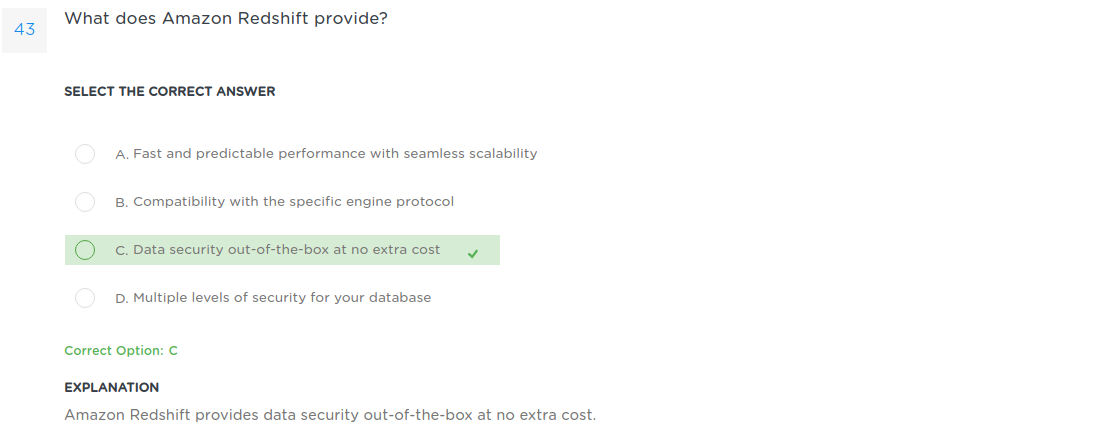 43
What does Amazon Redshift provide?
SELECT THE CORRECT ANSWER
A. Fast and predictable performance with seamless scalability
B. Compatibility with the specific engine protocol
C. Data security out-of-the-box at no extra cost
D. Multiple levels of security for your database
Correct Option: C
EXPLANATION
Amazon Redshift provides data security out-of-the-box at no extra cost.